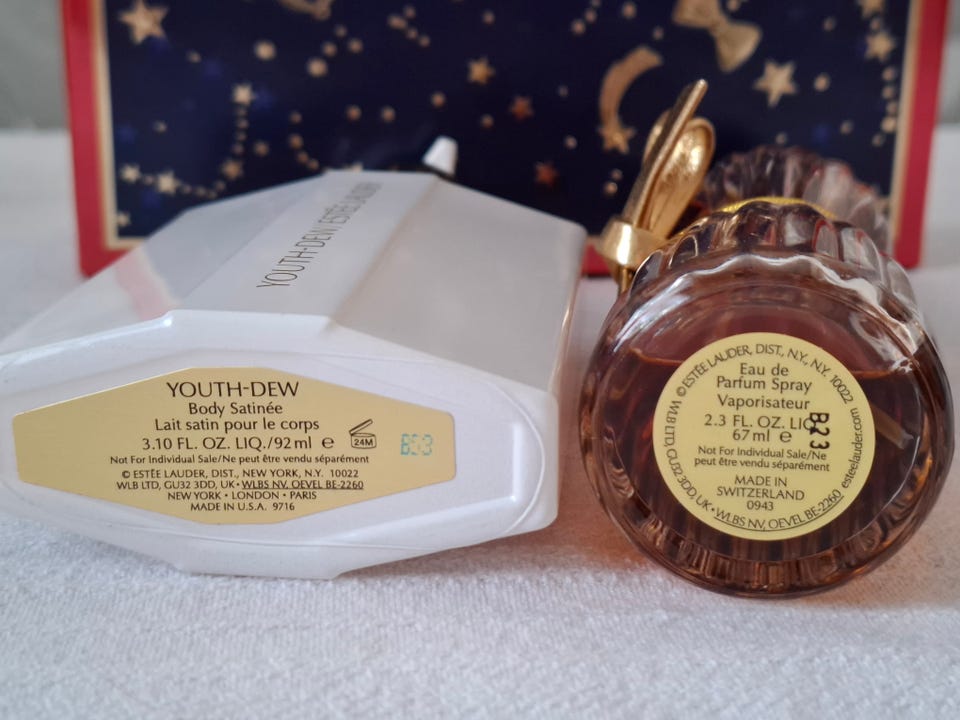 YOUTH-DEW ESTĒE LAUDER
YOUTH-DEW
Body Satinée
Lait satin pour le corps
3.10 FL. OZ. LIQ./92 ml e 24M
Not For Individual Sale/Ne
peut être vendu séparément
© ESTĒE LAUDER, DIST., NEW YORK, N.Y. 10022
WLB LTD, GU32 3DD, UK • WLBS NV, OEVEL BE-2260
NEW YORK • LONDON • PARIS
MADE IN U.S.A. 9716
B53
© ESTĒE LAUDER, DIST., N.Y., N.Y. 10022
WLB LTD, GU32 3DD, UK • WLBS NV, OEVEL BE-2260 esteelauder.com
Eau de
Parfum Spray
Vaporisateur
2.3 FL. OZ. LIQ.
67 ml e
Not For Individual Sale/Ne
peut être vendu séparément
MADE IN
SWITZERLAND
0943
B23